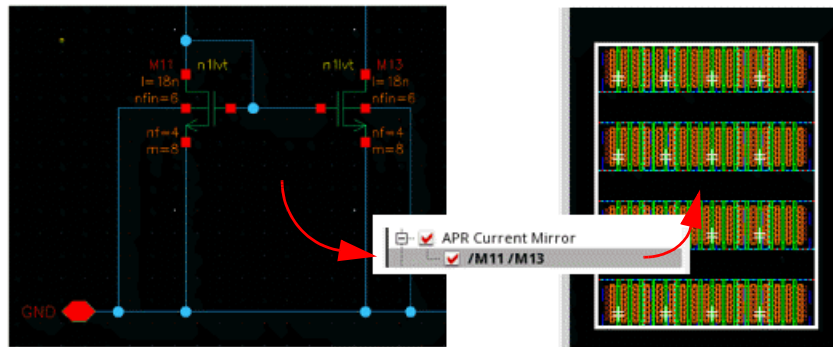 M11 n1lvt n1lvt M13
l=18n l=18n
nfin=6 nfin=6
nf=4 nf=4
m=8 m=8
APR Current Mirror
/M11 /M13
GND